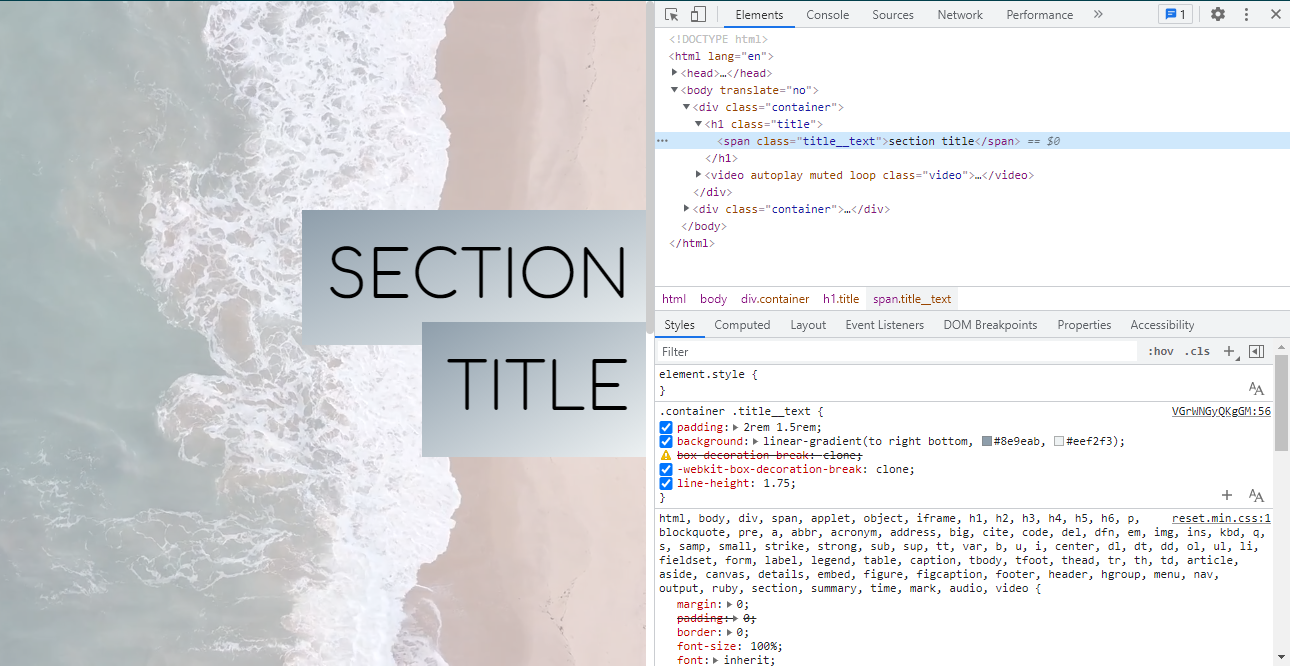 SECTION
TITLE
Elements Console Sources Network Performance » 1
<!DOCTYPE html>
<html lang="en">
<head>…</head>
<body translate="no">
<div class="container">
<h1 class="title">
<span class="title__text">section title</span> == $0
</h1>
<video autoplay muted loop class="video">…</video>
</div>
<div class="container">…</div>
</body>
</html>
html body div.container h1.title span.title__text
Styles Computed Layout Event Listeners DOM Breakpoints Properties Accessibility
Filter :hov .cls +
element.style {
}
.container .title__text { VGrWNGyQKgGM:56
padding: 2rem 1.5rem;
background: linear-gradient(to right bottom, #8e9eab, #eef2f3);
box-decoration-break: clone;
-webkit-box-decoration-break: clone;
line-height: 1.75;
}
html, body, div, span, applet, object, iframe, h1, h2, h3, h4, h5, h6, p, reset.min.css:1
blockquote, pre, a, abbr, acronym, address, big, cite, code, del, dfn, em, img, ins, kbd, q,
s, samp, small, strike, strong, sub, sup, tt, var, b, u, i, center, dl, dt, dd, ol, ul, li,
fieldset, form, label, legend, table, caption, tbody, tfoot, thead, tr, th, td, article,
aside, canvas, details, embed, figure, figcaption, footer, header, hgroup, menu, nav,
output, ruby, section, summary, time, mark, audio, video {
margin: 0;
padding: 0;
border: 0;
font-size: 100%;
font: inherit;